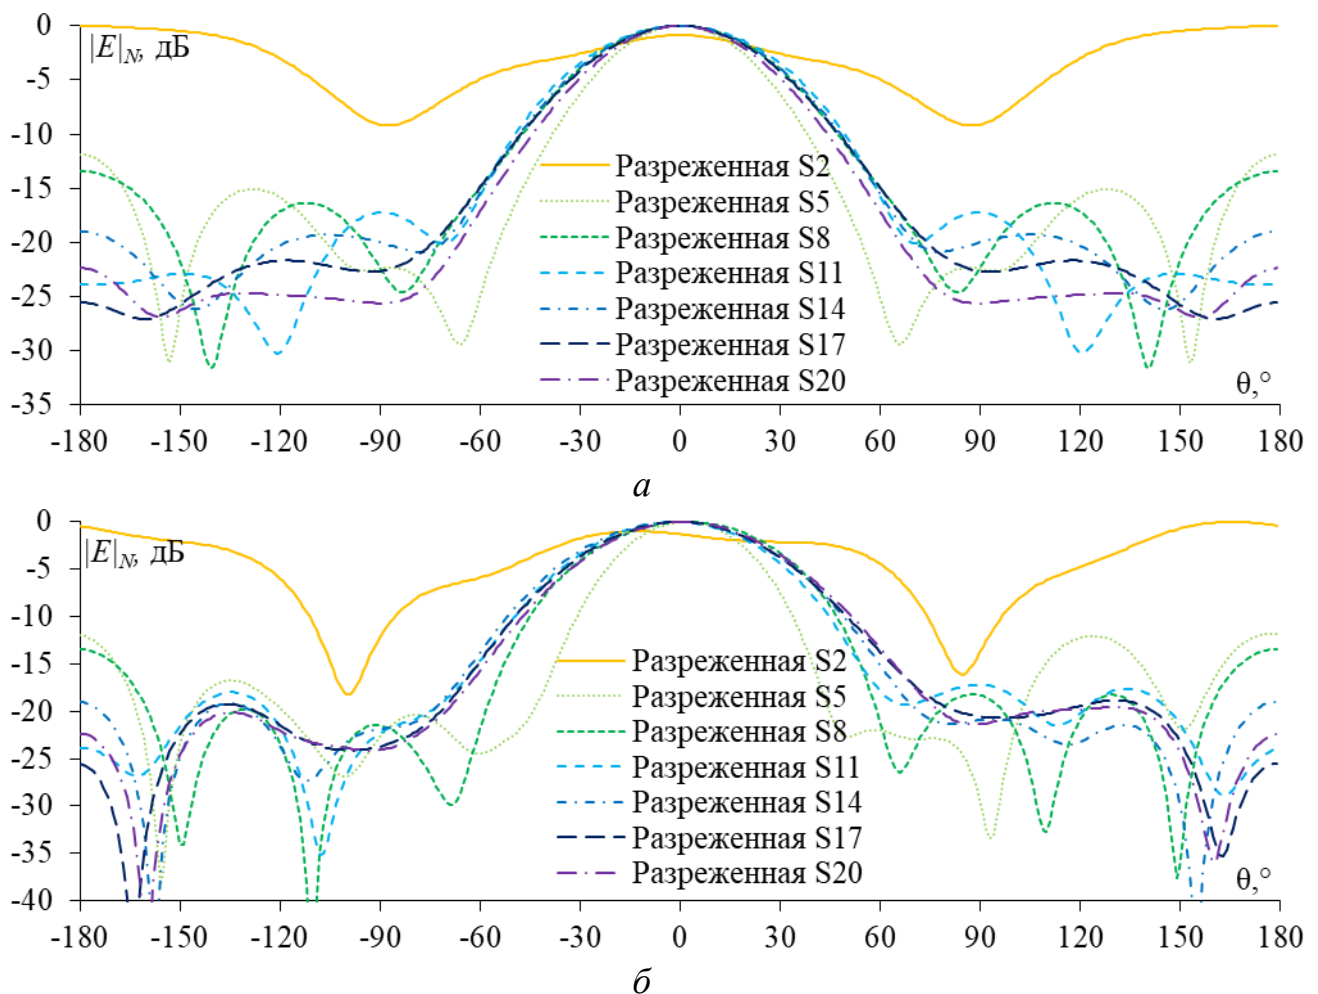 0
|E|N, дБ
-5
-10
-15
-20
-25
-30
-35
Разреженная S2
Разреженная S5
Разреженная S8
Разреженная S11
Разреженная S14
Разреженная S17
Разреженная S20
θ,°
-180 -150 -120 -90 -60 -30 0 30 60 90 120 150 180
а
0
|E|N, дБ
-5
-10
-15
-20
-25
-30
-35
-40
Разреженная S2
Разреженная S5
Разреженная S8
Разреженная S11
Разреженная S14
Разреженная S17
Разреженная S20
θ,°
-180 -150 -120 -90 -60 -30 0 30 60 90 120 150 180
б